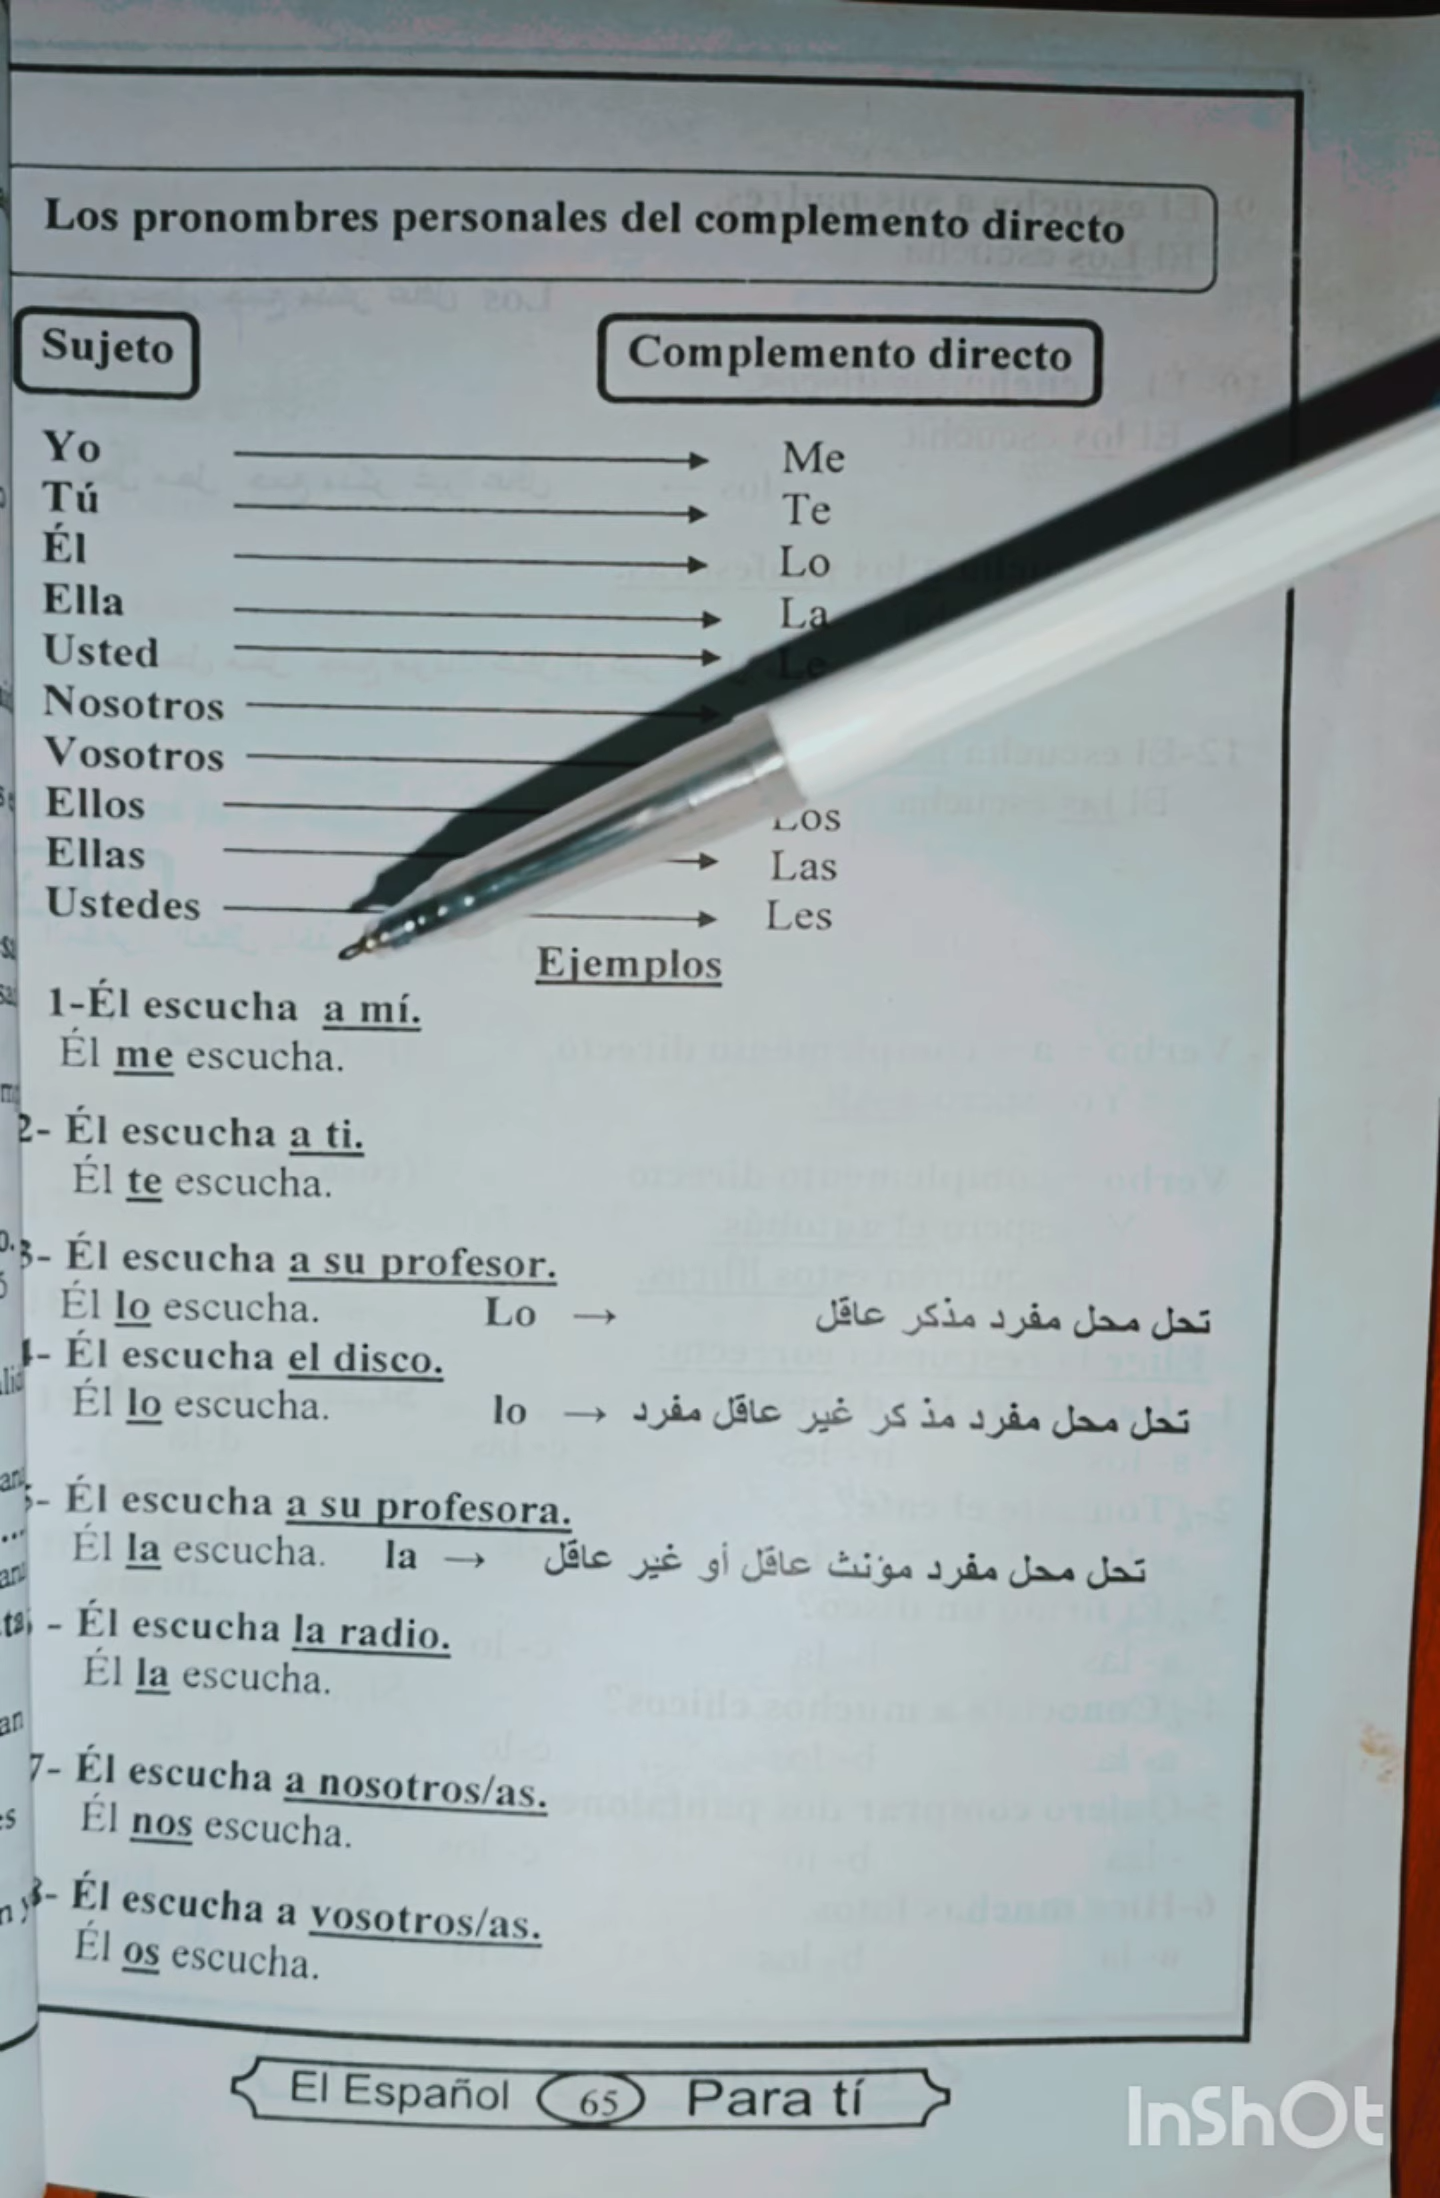 Los pronombres personales del complemento directo
Sujeto Complemento directo
Yo Me
Tú Te
Él Lo
Ella La
Usted Le
Nosotros
Vosotros
Ellos Los
Ellas Las
Ustedes Les
Ejemplos
1-Él escucha a mí.
Él me escucha.
2- Él escucha a ti.
Él te escucha.
3- Él escucha a su profesor.
Él lo escucha. Lo → تحل محل مفرد مذكر عاقل
4- Él escucha el disco.
Él lo escucha. lo → تحل محل مفرد مذ كر غير عاقل مفرد
5- Él escucha a su profesora.
Él la escucha. la → تحل محل مفرد مؤنث عاقل أو غير عاقل
- Él escucha la radio.
Él la escucha.
7- Él escucha a nosotros/as.
Él nos escucha.
8- Él escucha a vosotros/as.
Él os escucha.
El Español 65 Para tí
InShOt